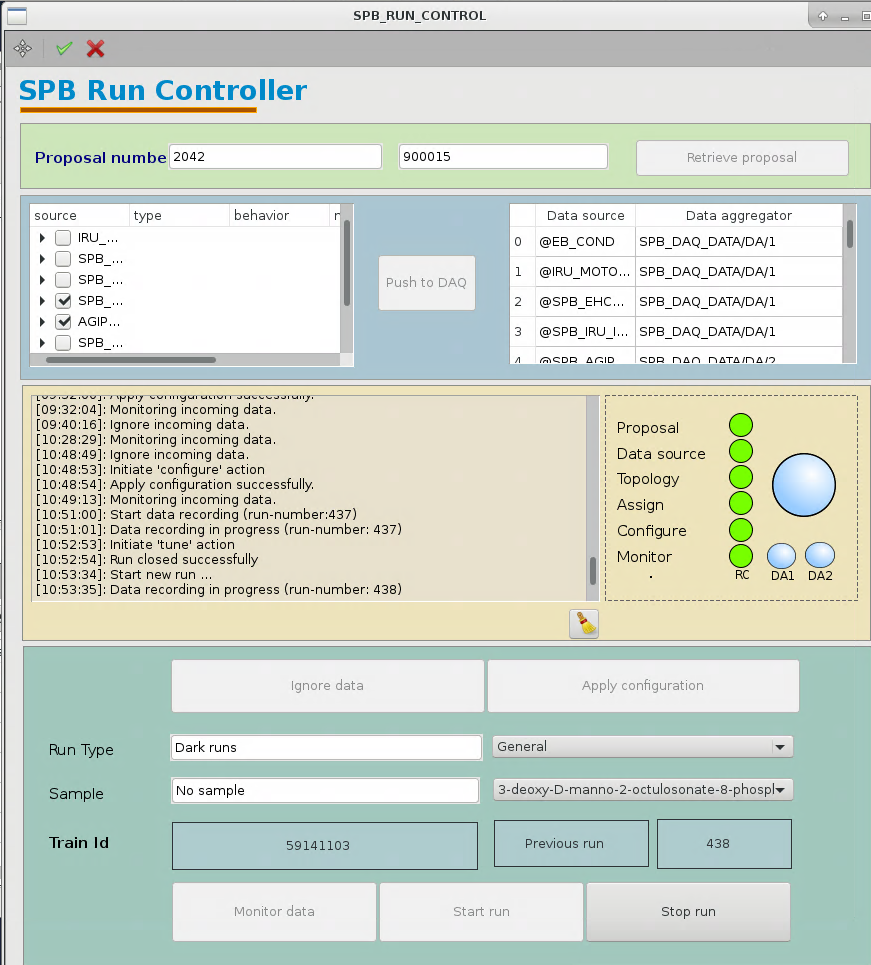 SPB_RUN_CONTROL
SPB Run Controller
Proposal numbe 2042 900015 Retrieve proposal
source type behavior
IRU_...
SPB_...
SPB_...
SPB_...
AGIP...
SPB_...
Push to DAQ
Data source Data aggregator
0 @EB_COND SPB_DAQ_DATA/DA/1
1 @IRU_MOTO... SPB_DAQ_DATA/DA/1
2 @SPB_EHC... SPB_DAQ_DATA/DA/1
3 @SPB_IRU_I... SPB_DAQ_DATA/DA/1
4 @SPB_AGIP SPB_DAQ_DATA/DA/2
Apply configuration successfully.
[09:32:04]: Monitoring incoming data.
[09:40:16]: Ignore incoming data.
[10:28:29]: Monitoring incoming data.
[10:48:49]: Ignore incoming data.
[10:48:53]: Initiate 'configure' action
[10:48:54]: Apply configuration successfully.
[10:49:13]: Monitoring incoming data.
[10:51:00]: Start data recording (run-number:437)
[10:51:01]: Data recording in progress (run-number: 437)
[10:52:53]: Initiate 'tune' action
[10:52:54]: Run closed successfully
[10:53:34]: Start new run ...
[10:53:35]: Data recording in progress (run-number: 438)
Proposal
Data source
Topology
Assign
Configure
Monitor
RC DA1 DA2
Ignore data Apply configuration
Run Type Dark runs General
Sample No sample 3-deoxy-D-manno-2-octulosonate-8-phospl
Train Id 59141103 Previous run 438
Monitor data Start run Stop run